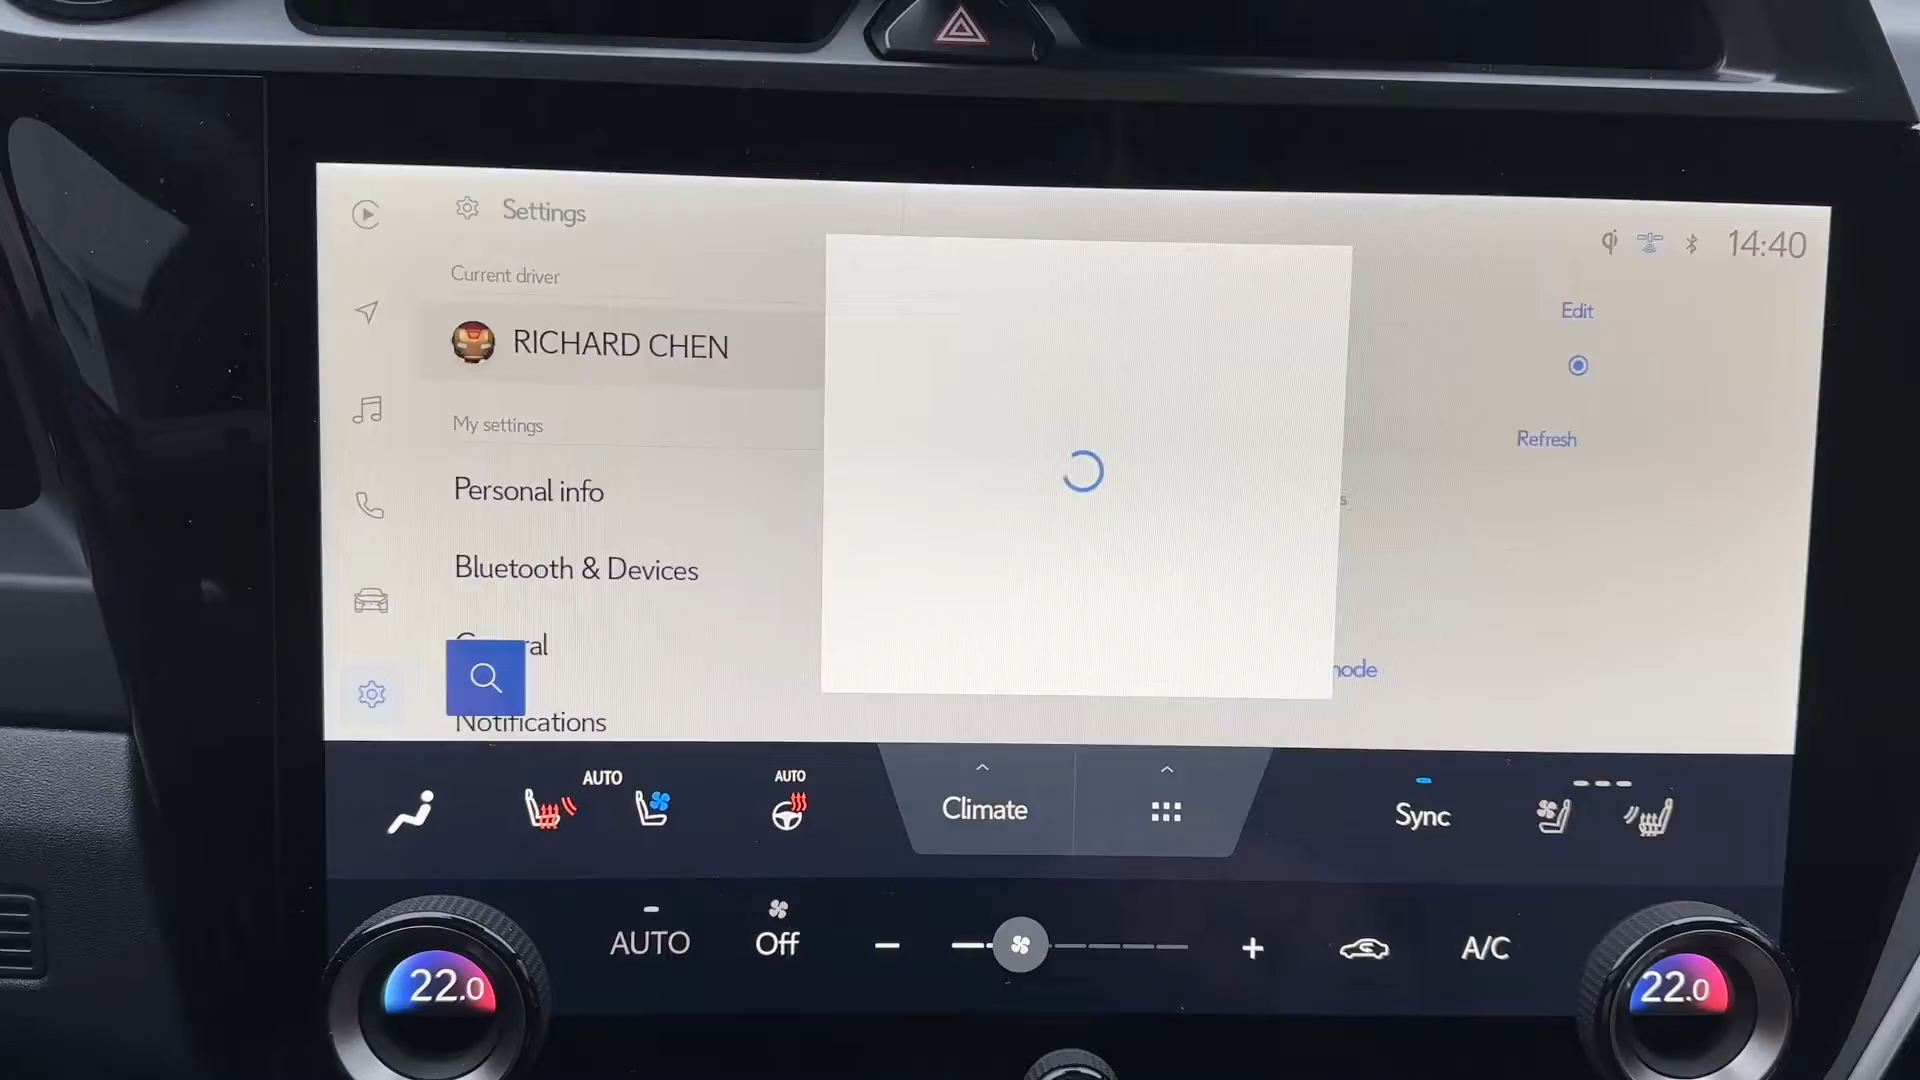 Settings
14:40
Current driver
Edit
RICHARD CHEN
My settings
Refresh
Personal info
s
Bluetooth & Devices
ral
node
Notifications
AUTO
AUTO
Climate
Sync
AUTO
Off
A/C
22.0
22.0